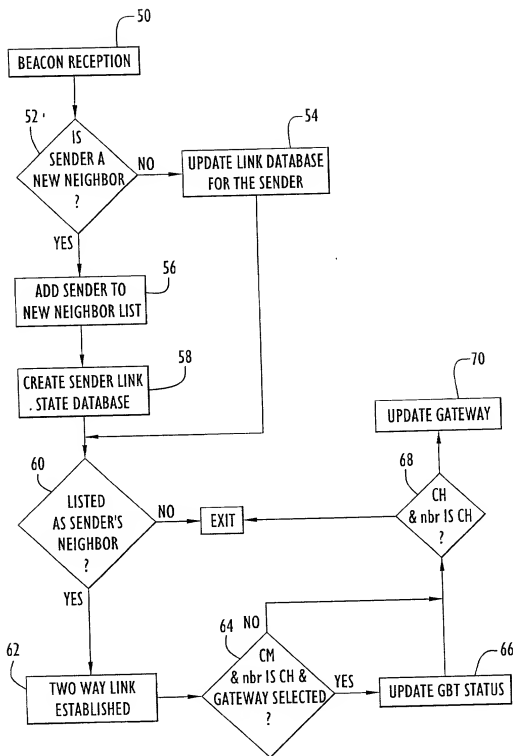 50
BEACON RECEPTION
52'
IS
SENDER A
NEW NEIGHBOR
?
NO
54
UPDATE LINK DATABASE
FOR THE SENDER
YES
56
ADD SENDER TO
NEW NEIGHBOR LIST
58
CREATE SENDER LINK
. STATE DATABASE
70
UPDATE GATEWAY
60
LISTED
AS SENDER'S
NEIGHBOR
?
NO
EXIT
68
CH
& nbr IS CH
?
YES
62
TWO WAY LINK
ESTABLISHED
64
NO
CM
& nbr IS CH &
GATEWAY SELECTED
?
YES
66
UPDATE GBT STATUS